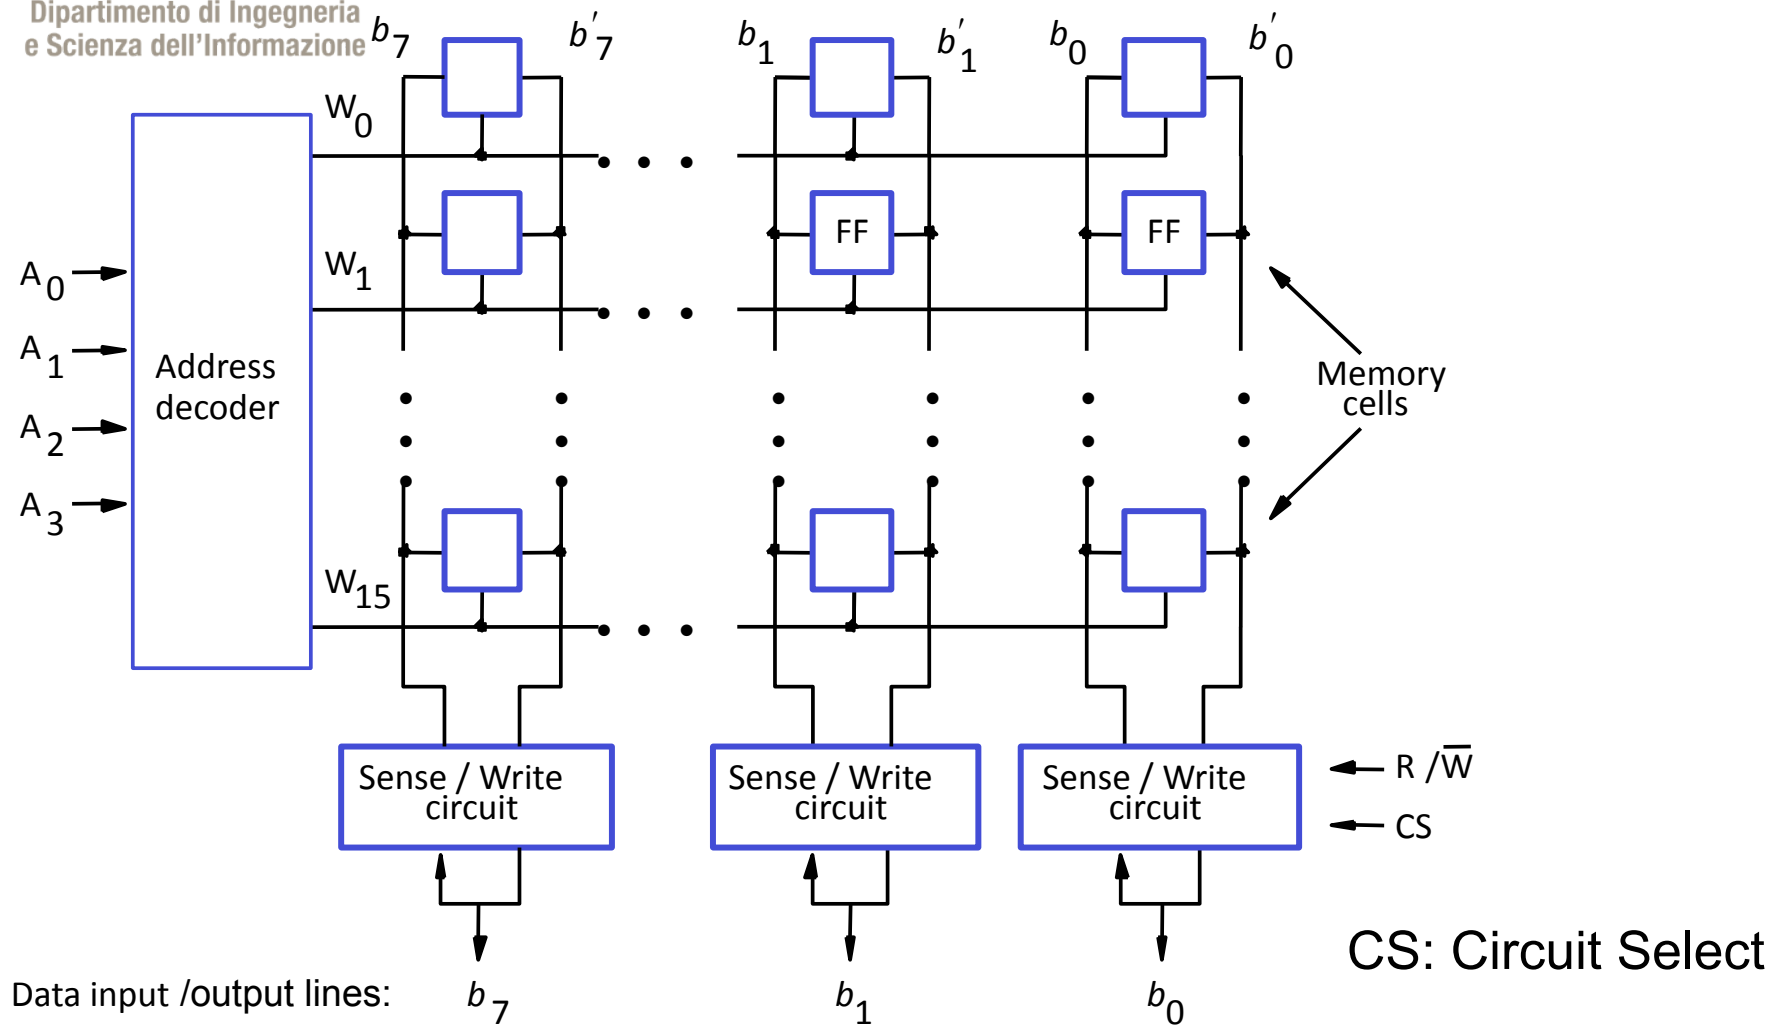 Dipartimento di Ingegneria
e Scienza dell'Informazione
b7 b′7 b1 b′1 b0 b′0
W0
FF FF
W1
A0
A1
A2
A3
Address
decoder
Memory
cells
W15
Sense / Write
circuit
Sense / Write
circuit
Sense / Write
circuit
R /W̅
CS
CS: Circuit Select
Data input /output lines: b7 b1 b0